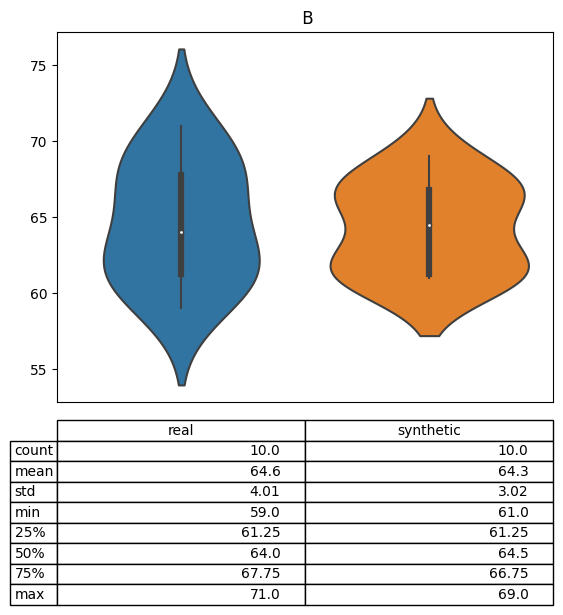 B
75
70
65
60
55
real synthetic
count 10.0 10.0
mean 64.6 64.3
std 4.01 3.02
min 59.0 61.0
25% 61.25 61.25
50% 64.0 64.5
75% 67.75 66.75
max 71.0 69.0